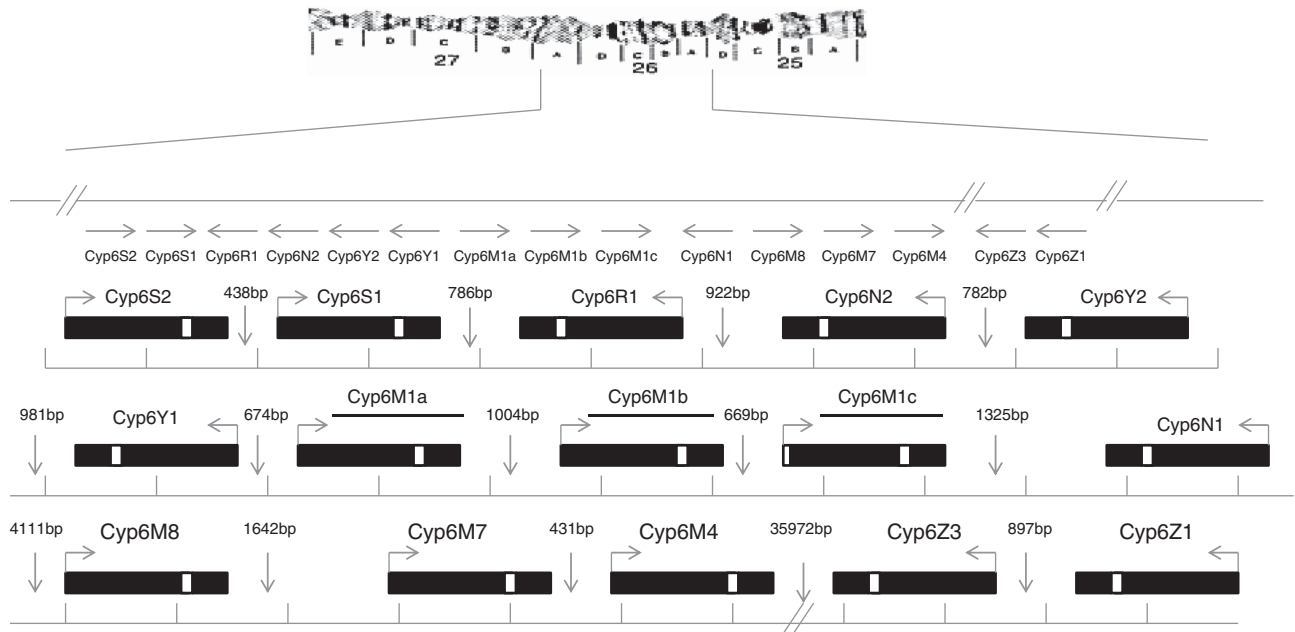 E D C B A D C B A D C B A
27 26 25
Cyp6S2 Cyp6S1 Cyp6R1 Cyp6N2 Cyp6Y2 Cyp6Y1 Cyp6M1a Cyp6M1b Cyp6M1c Cyp6N1 Cyp6M8 Cyp6M7 Cyp6M4 Cyp6Z3 Cyp6Z1
Cyp6S2 438bp Cyp6S1 786bp Cyp6R1 922bp Cyp6N2 782bp Cyp6Y2
981bp Cyp6Y1 674bp Cyp6M1a 1004bp Cyp6M1b 669bp Cyp6M1c 1325bp Cyp6N1
4111bp Cyp6M8 1642bp Cyp6M7 431bp Cyp6M4 35972bp Cyp6Z3 897bp Cyp6Z1